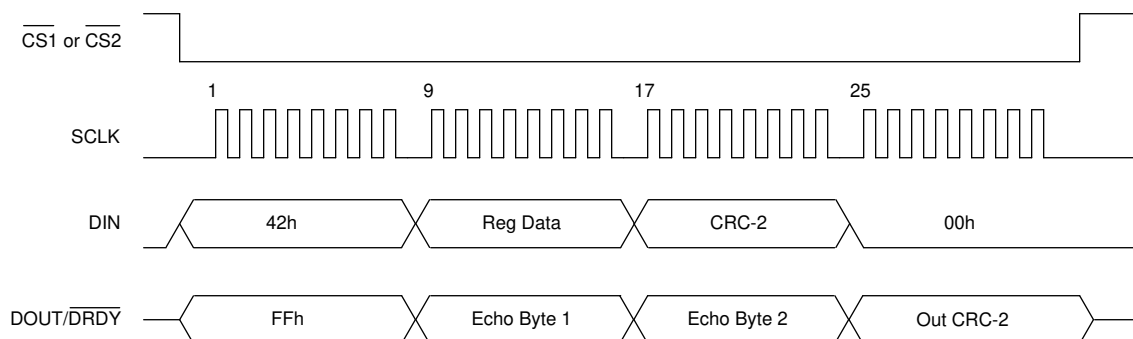 CS1 or CS2
1 9 17 25
SCLK
DIN 42h Reg Data CRC-2 00h
DOUT/DRDY FFh Echo Byte 1 Echo Byte 2 Out CRC-2